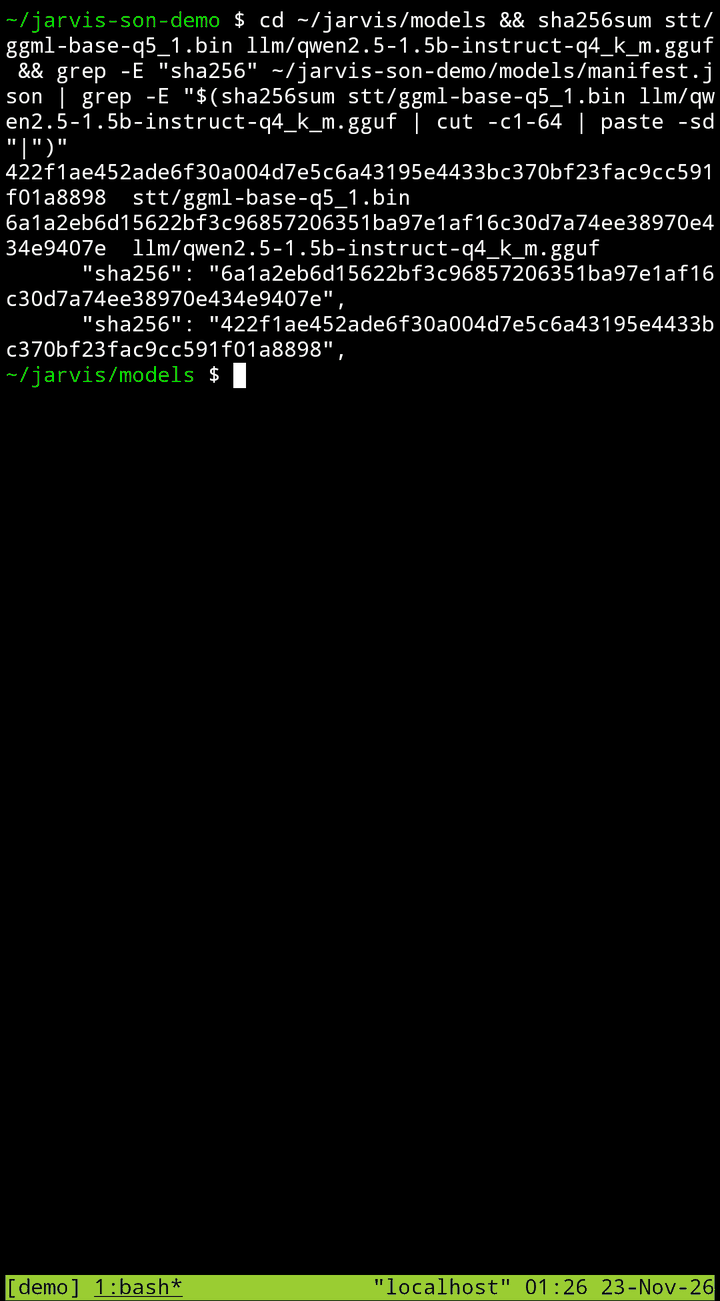 ~/jarvis-son-demo $ cd ~/jarvis/models && sha256sum stt/
ggml-base-q5_1.bin llm/qwen2.5-1.5b-instruct-q4_k_m.gguf
 && grep -E "sha256" ~/jarvis-son-demo/models/manifest.j
son | grep -E "$(sha256sum stt/ggml-base-q5_1.bin llm/qw
en2.5-1.5b-instruct-q4_k_m.gguf | cut -c1-64 | paste -sd
"|")"
422f1ae452ade6f30a004d7e5c6a43195e4433bc370bf23fac9cc591
f01a8898  stt/ggml-base-q5_1.bin
6a1a2eb6d15622bf3c96857206351ba97e1af16c30d7a74ee38970e4
34e9407e  llm/qwen2.5-1.5b-instruct-q4_k_m.gguf
      "sha256": "6a1a2eb6d15622bf3c96857206351ba97e1af16
c30d7a74ee38970e434e9407e",
      "sha256": "422f1ae452ade6f30a004d7e5c6a43195e4433b
c370bf23fac9cc591f01a8898",
~/jarvis/models $
[demo] 1:bash* "localhost" 01:26 23-Nov-26